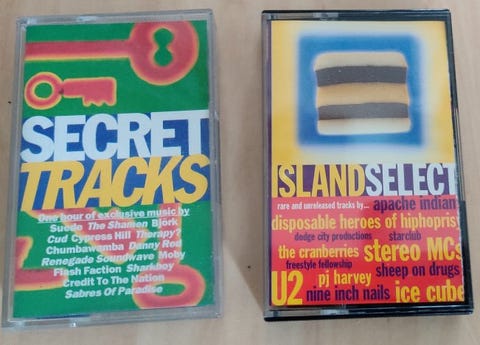 SECRET
TRACKS
One hour of exclusive music by
Suede The Shamen Björk
Cud Cypress Hill Therapy?
Chumbawamba Danny Red
Renegade Soundwave Moby
Flash Faction Sharkboy
Credit To The Nation
Sabres Of Paradise
ISLANDSELECT
rare and unreleased tracks by... apache indian
disposable heroes of hiphoprisy
dodge city productions starclub
the cranberries stereo MCs
freestyle fellowship
pj harvey sheep on drugs
U2 nine inch nails ice cube